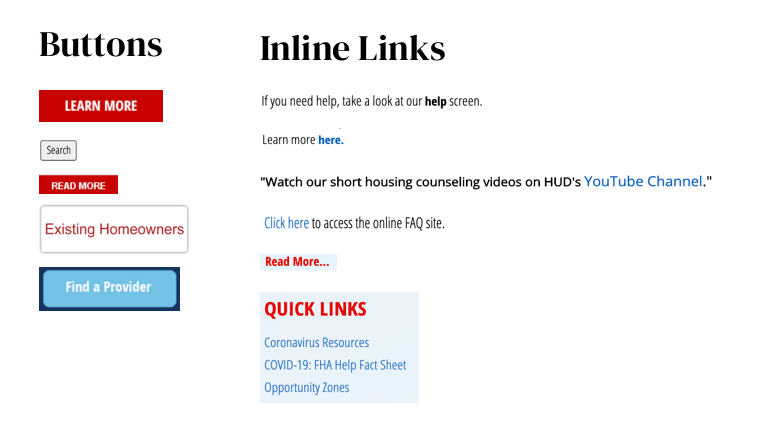 Buttons
LEARN MORE
Search
READ MORE
Existing Homeowners
Find a Provider
Inline Links
If you need help, take a look at our help screen.
Learn more here.
"Watch our short housing counseling videos on HUD's YouTube Channel."
Click here to access the online FAQ site.
Read More...
QUICK LINKS
Coronavirus Resources
COVID-19: FHA Help Fact Sheet
Opportunity Zones